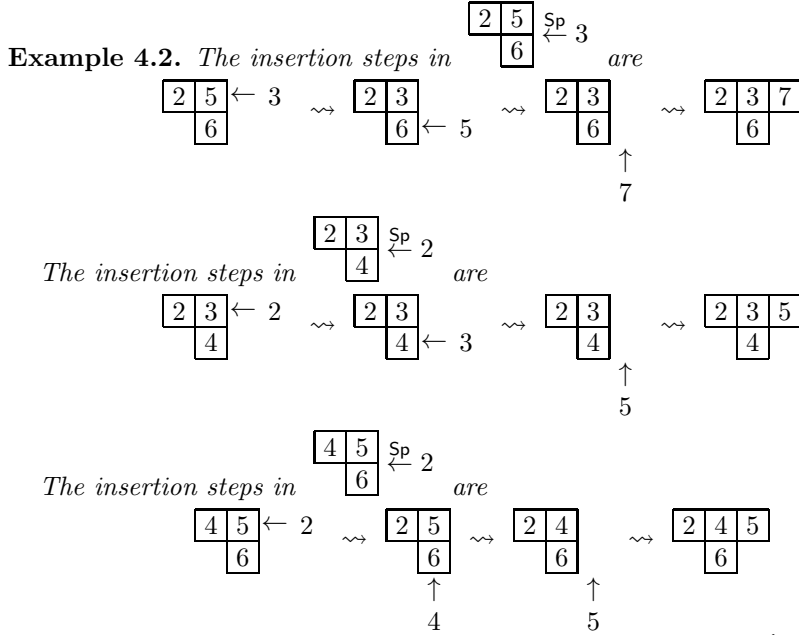 2 5
Example 4.2. The insertion steps in 6 Sp ← 3 are
2 5 ← 3 ⇝ 2 3 ⇝ 2 3 ⇝ 2 3 7
6 6 ← 5 6 6
↑
7
2 3
The insertion steps in 4 Sp ← 2 are
2 3 ← 2 ⇝ 2 3 ⇝ 2 3 ⇝ 2 3 5
4 4 ← 3 4 4
↑
5
4 5
The insertion steps in 6 Sp ← 2 are
4 5 ← 2 ⇝ 2 5 ⇝ 2 4 ⇝ 2 4 5
6 6 6 6
↑ ↑
4 5